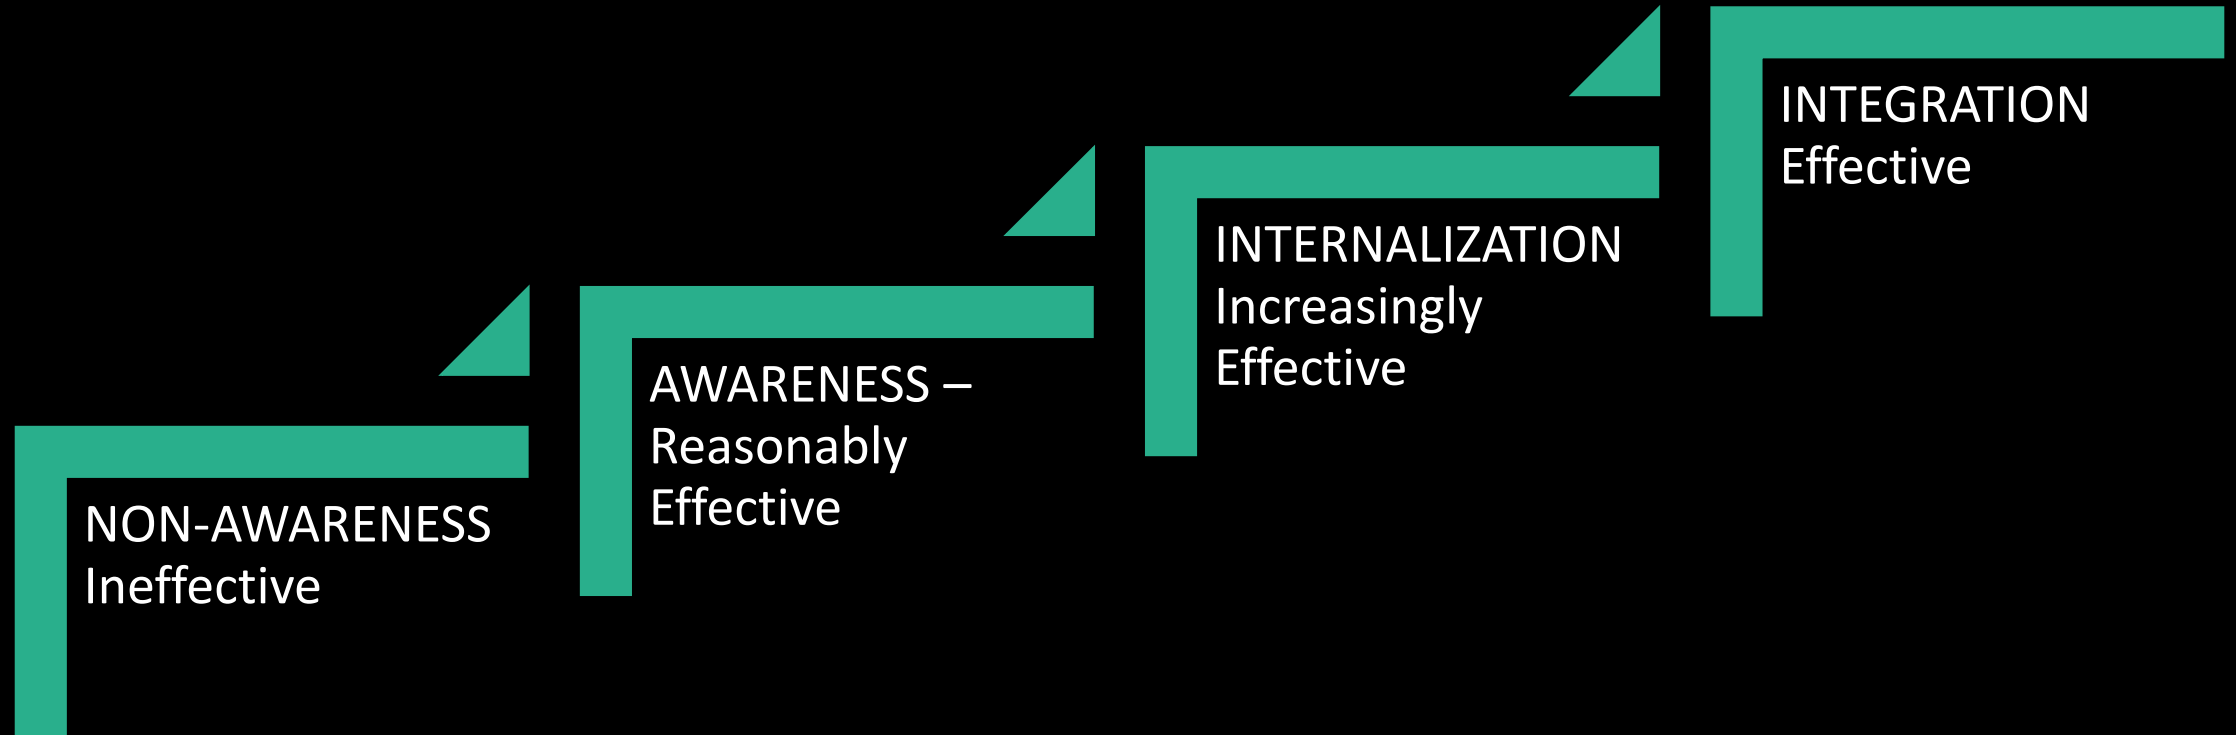 NON-AWARENESS
Ineffective
AWARENESS –
Reasonably
Effective
INTERNALIZATION
Increasingly
Effective
INTEGRATION
Effective